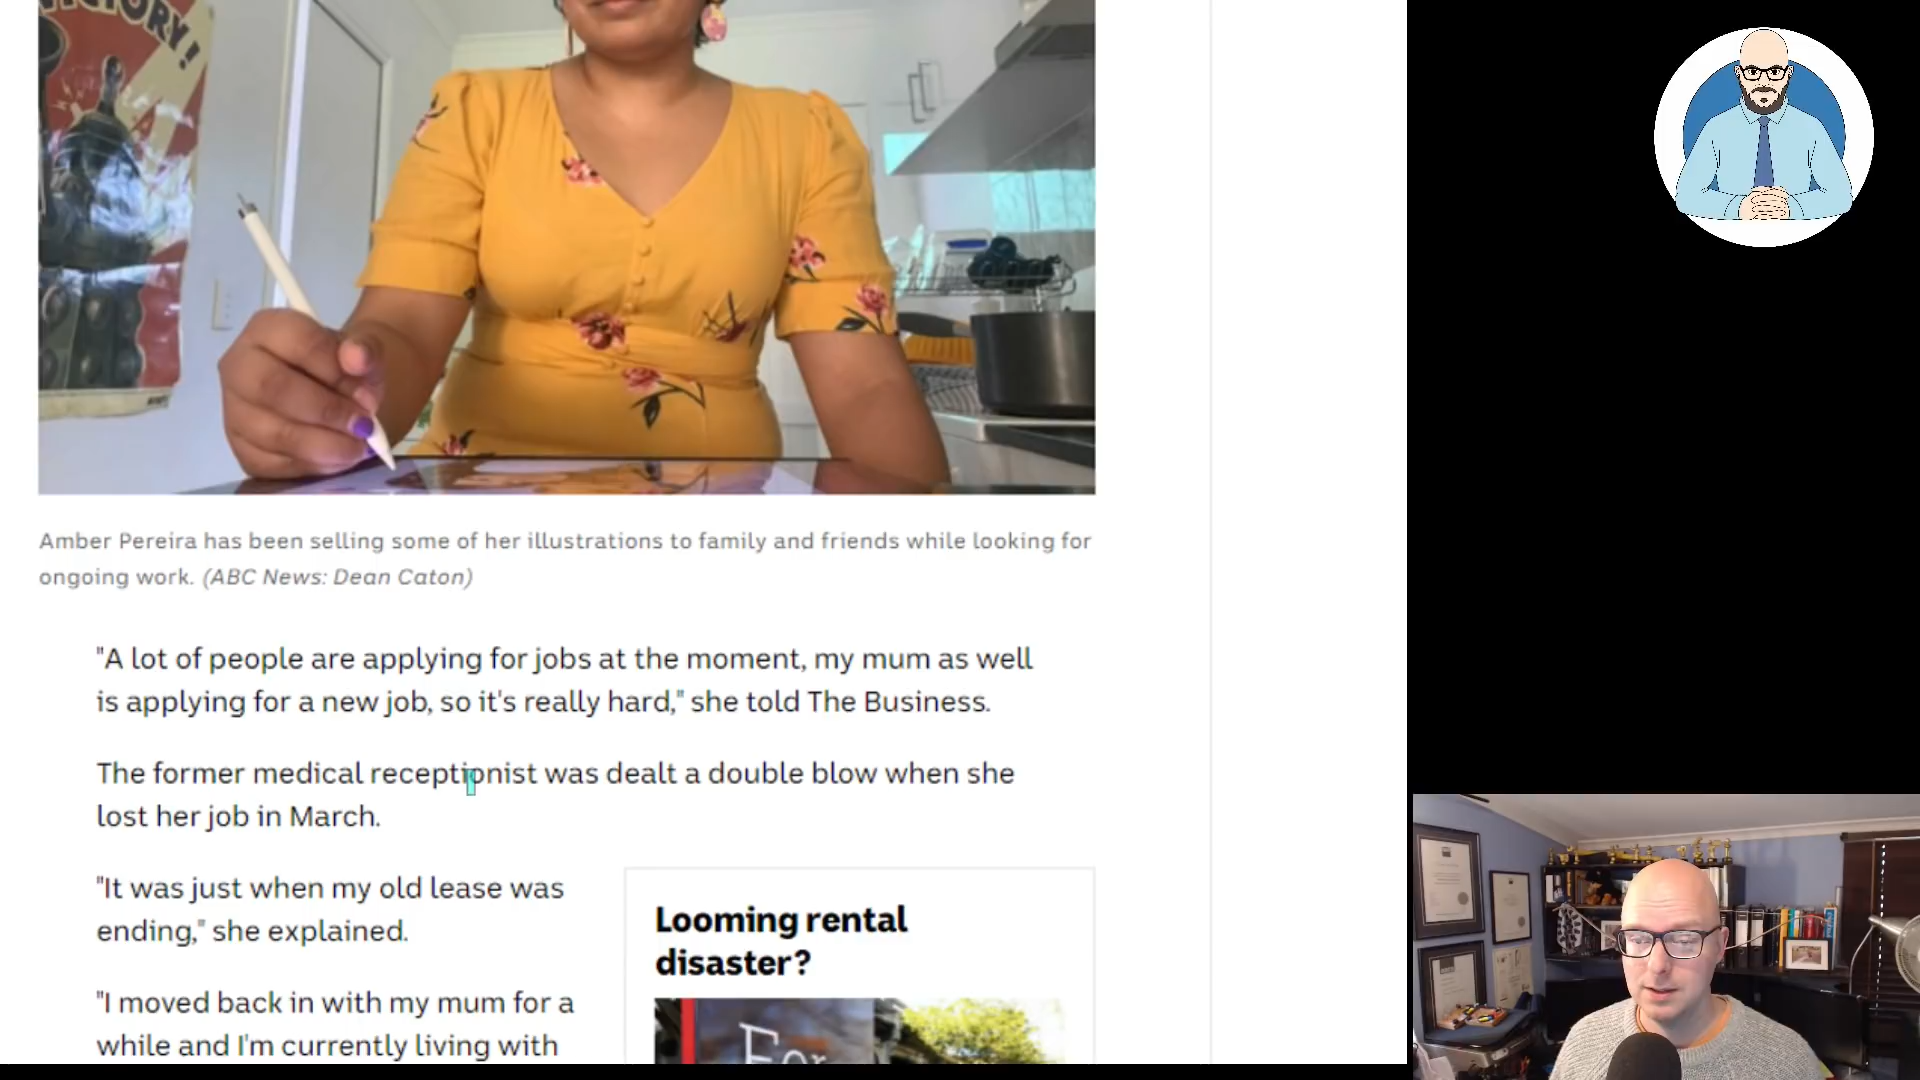 VICTORY!
Amber Pereira has been selling some of her illustrations to family and friends while looking for
ongoing work. (ABC News: Dean Caton)
"A lot of people are applying for jobs at the moment, my mum as well
is applying for a new job, so it's really hard," she told The Business.
The former medical receptionist was dealt a double blow when she
lost her job in March.
"It was just when my old lease was
ending," she explained.
"I moved back in with my mum for a
while and I'm currently living with
Looming rental
disaster?
For